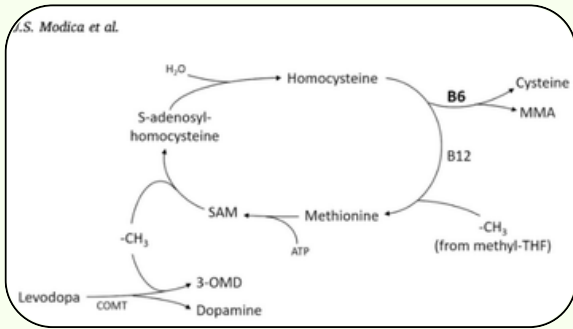 J.S. Modica et al.
H₂O
Homocysteine
Cysteine
B6
MMA
S-adenosyl-
homocysteine
B12
SAM
Methionine
-CH₃
(from methyl-THF)
ATP
-CH₃
3-OMD
Levodopa
COMT
Dopamine